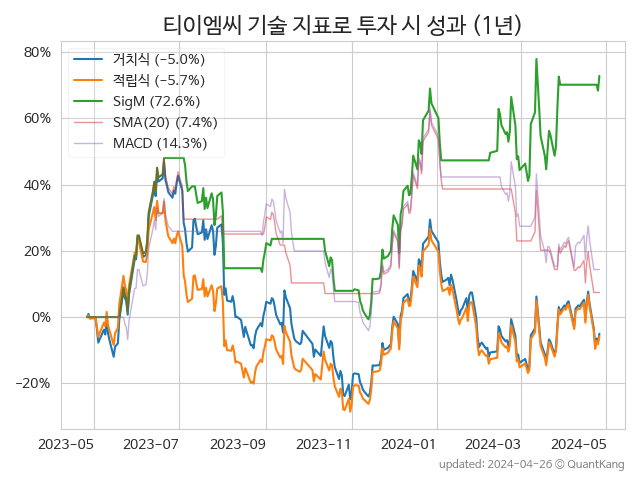 티이엠씨 기술 지표로 투자 시 성과 (1년)
80%
60%
40%
20%
0%
−20%
거치식 (−5.0%)
적립식 (−5.7%)
SigM (72.6%)
SMA(20) (7.4%)
MACD (14.3%)
2023-05 2023-07 2023-09 2023-11 2024-01 2024-03 2024-05
updated: 2024-04-26 © QuantKang